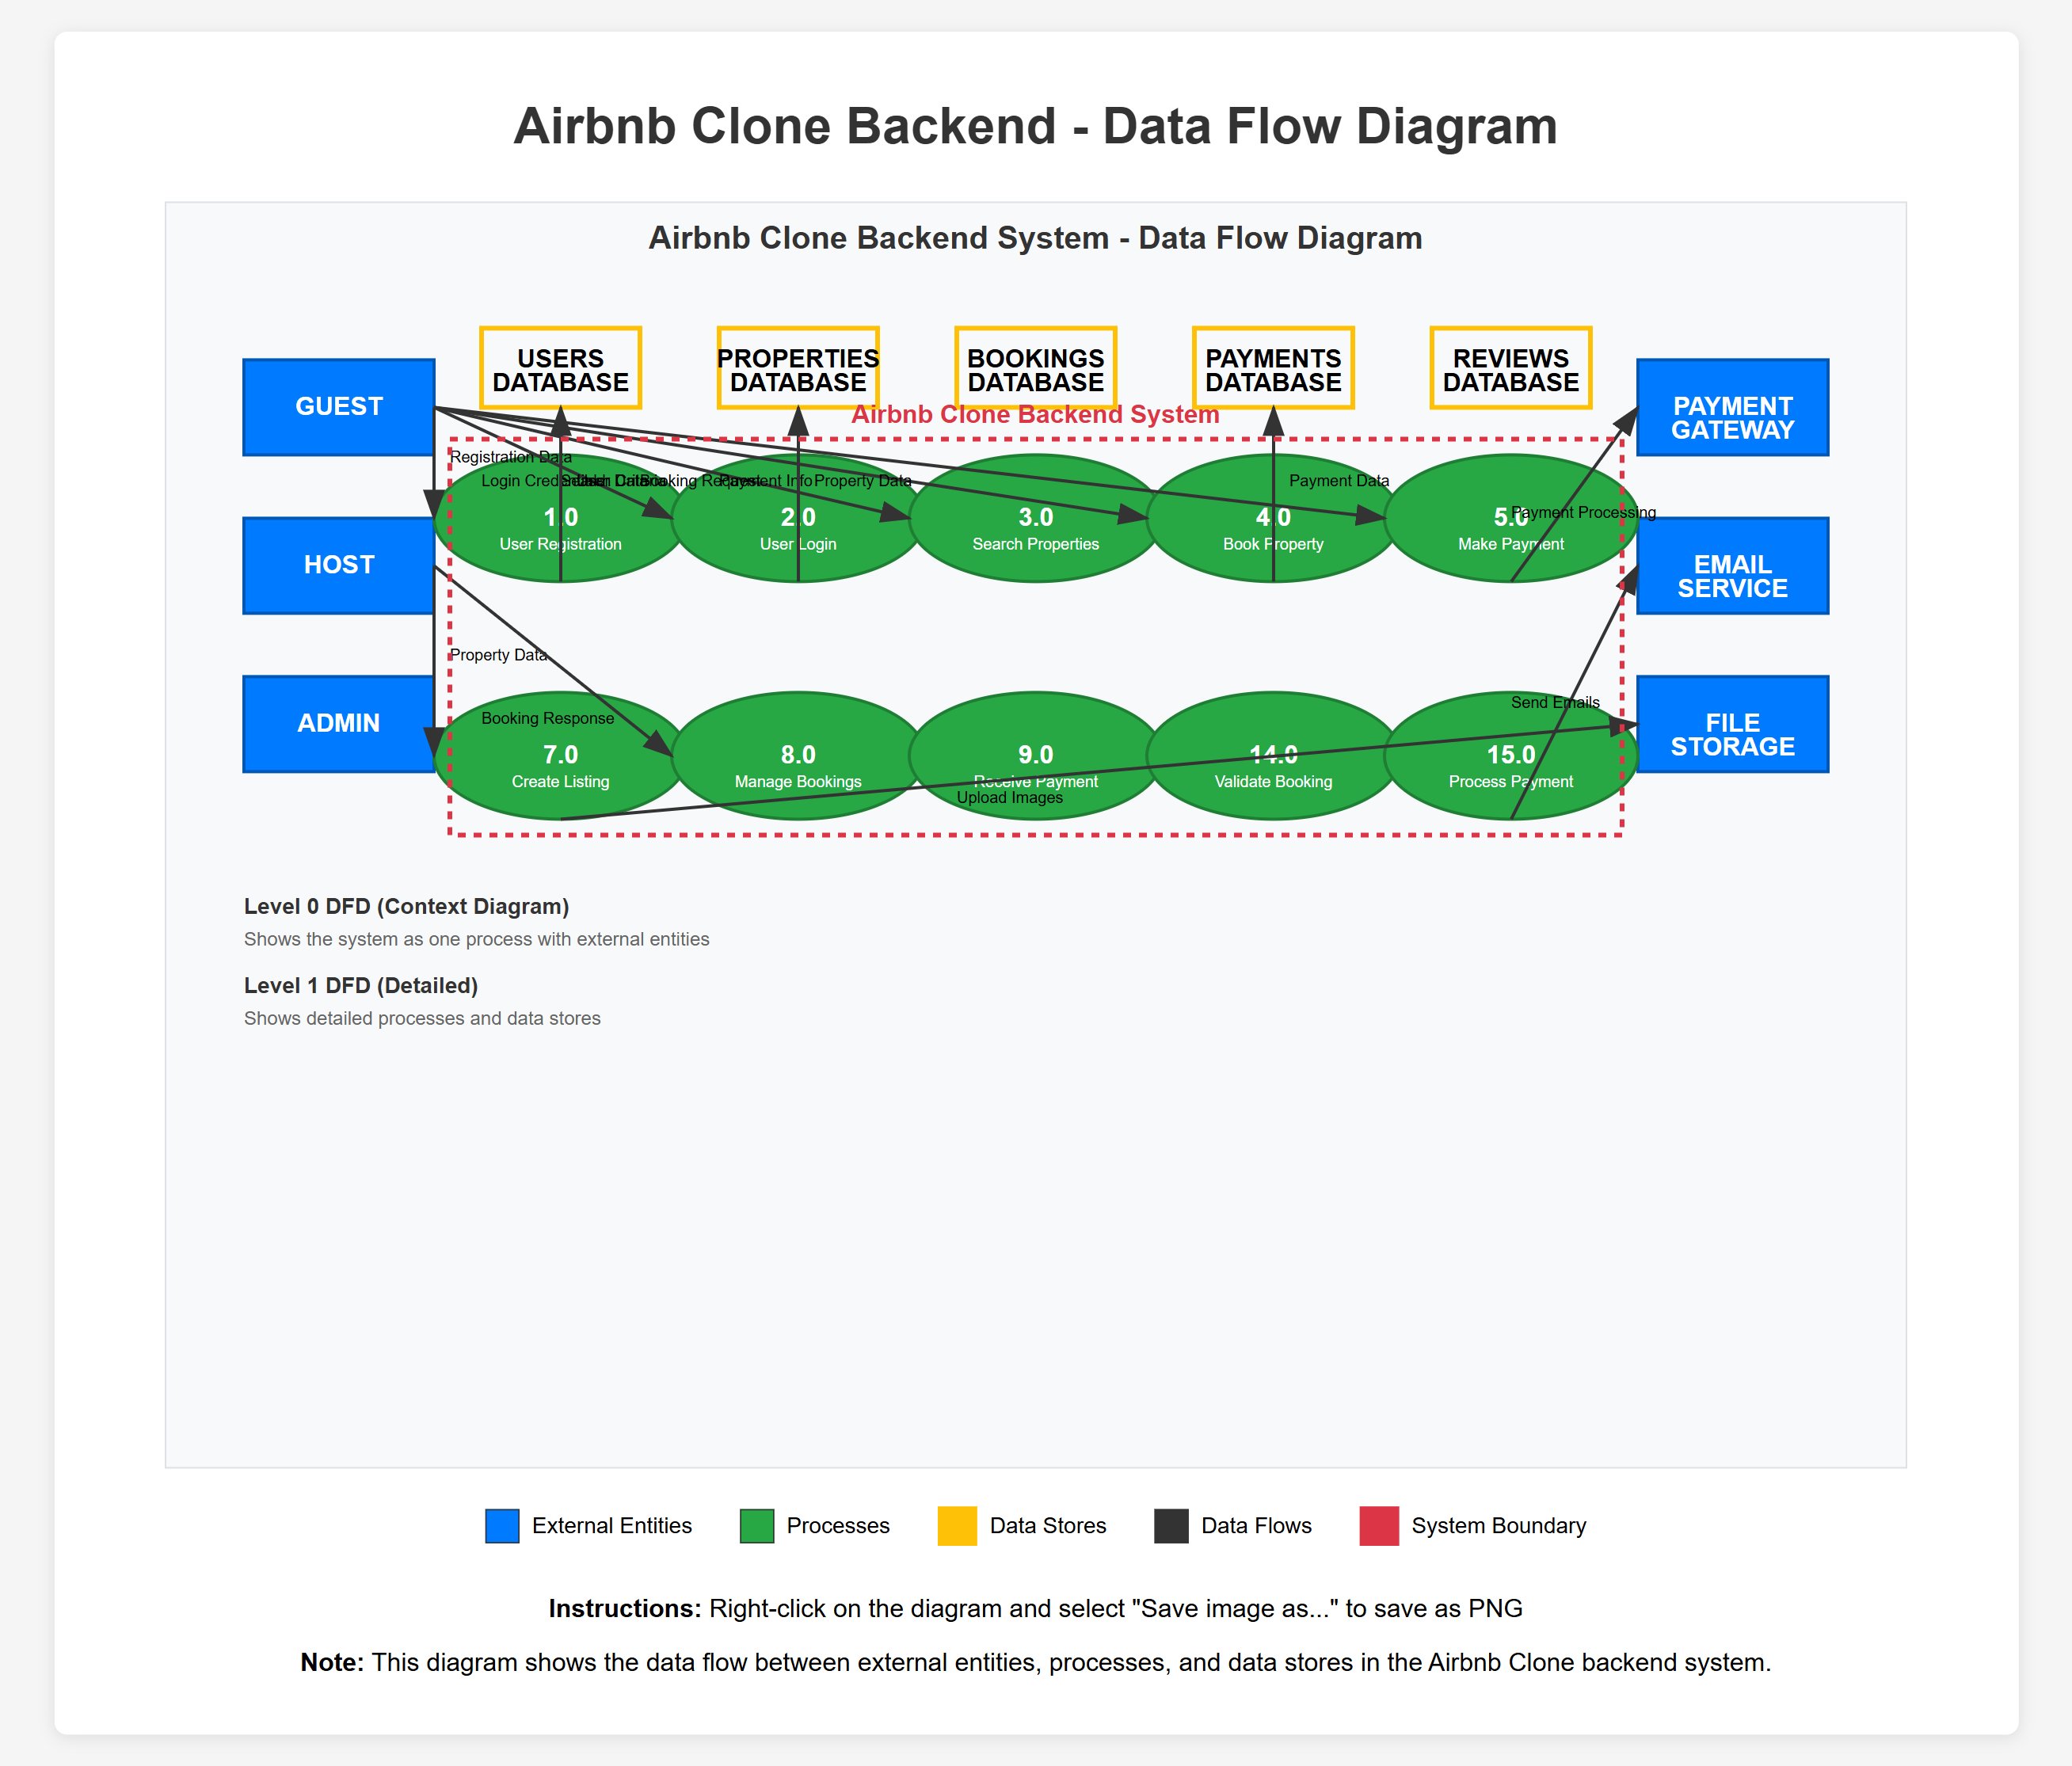 Airbnb Clone Backend - Data Flow Diagram
Airbnb Clone Backend System - Data Flow Diagram
USERS
DATABASE
PROPERTIES
DATABASE
BOOKINGS
DATABASE
PAYMENTS
DATABASE
REVIEWS
DATABASE
GUEST
HOST
ADMIN
PAYMENT
GATEWAY
EMAIL
SERVICE
FILE
STORAGE
Airbnb Clone Backend System
Registration Data
Login
Booking Request
Payment Info
Property Data
Payment Data
Payment Processing
1.0
User Registration
2.0
User Login
3.0
Search Properties
4.0
Book Property
5.0
Make Payment
Property Data
Booking Response
Send Emails
7.0
Create Listing
8.0
Manage Bookings
9.0
Receive Payment
14.0
Validate Booking
15.0
Process Payment
Upload Images
Level 0 DFD (Context Diagram)
Shows the system as one process with external entities
Level 1 DFD (Detailed)
Shows detailed processes and data stores
External Entities
Processes
Data Stores
Data Flows
System Boundary
Instructions: Right-click on the diagram and select "Save image as..." to save as PNG
Note: This diagram shows the data flow between external entities, processes, and data stores in the Airbnb Clone backend system.